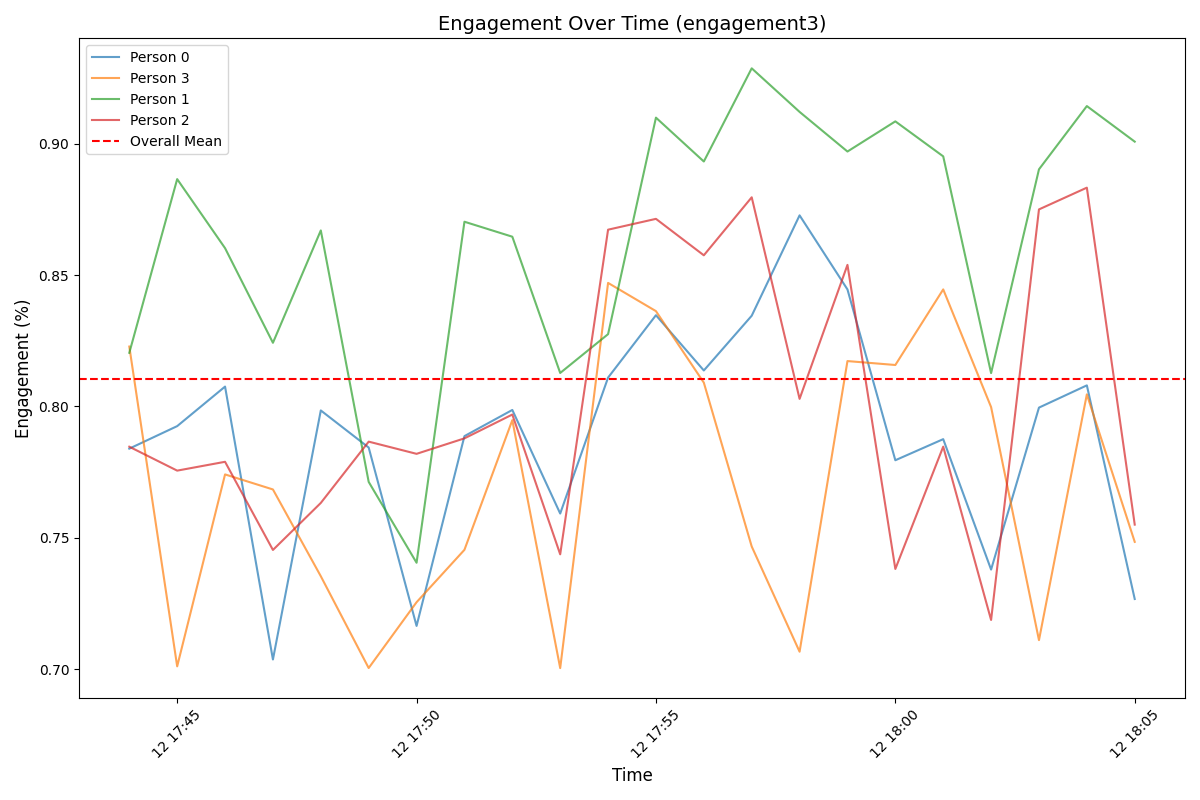 Engagement Over Time (engagement3)
Person 0
Person 3
Person 1
Person 2
Overall Mean
Engagement (%)
0.90
0.85
0.80
0.75
0.70
12 17:45
12 17:50
12 17:55
12 18:00
12 18:05
Time